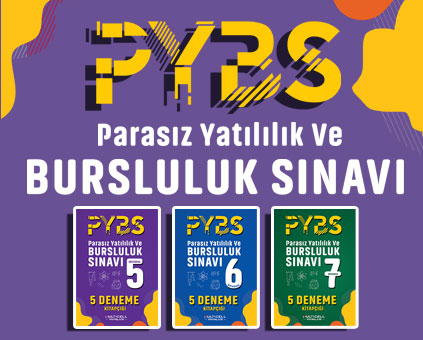 PYBS
Parasız Yatılılık Ve
BURSLULUK SINAVI
PYBS
Parasız Yatılılık Ve
BURSLULUK
SINAVI 5
5 DENEME
KİTAPÇIĞI
PYBS
Parasız Yatılılık Ve
BURSLULUK
SINAVI 6
5 DENEME
KİTAPÇIĞI
PYBS
Parasız Yatılılık Ve
BURSLULUK
SINAVI 7
5 DENEME
KİTAPÇIĞI